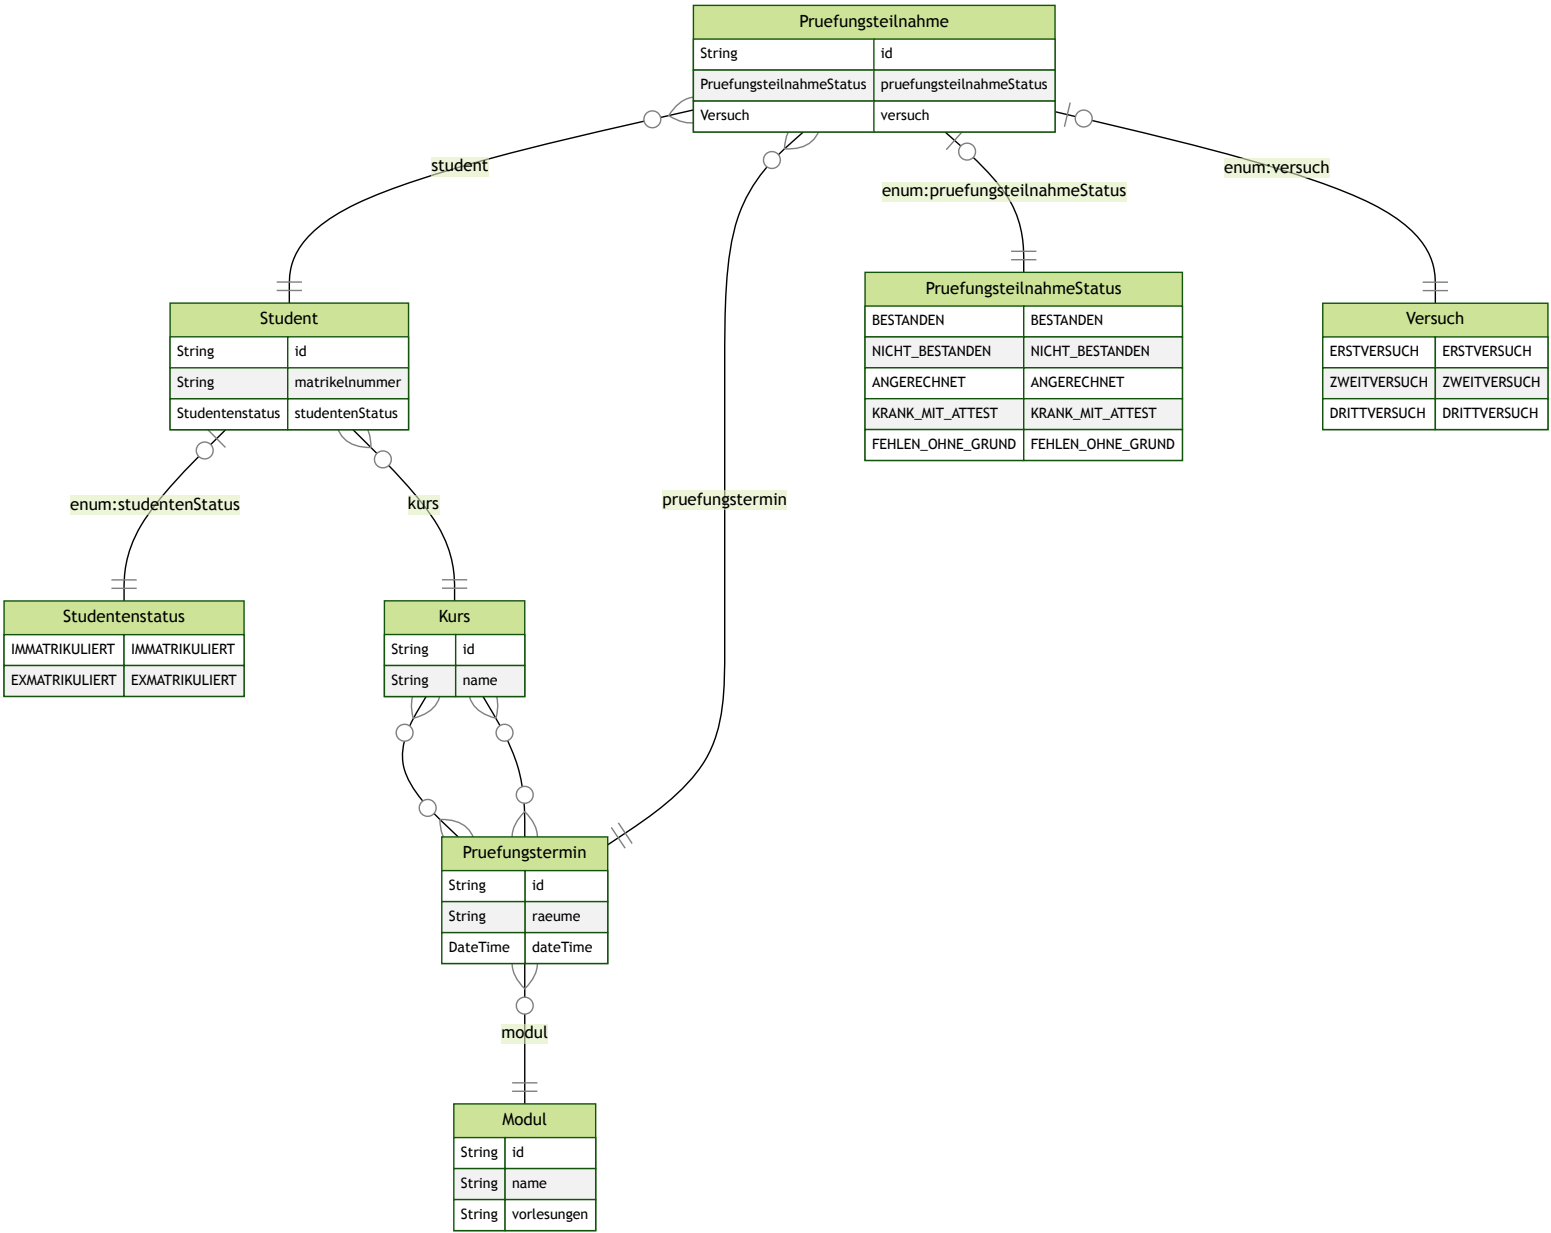 Pruefungsteilnahme
String id
PruefungsteilnahmeStatus pruefungsteilnahmeStatus
Versuch versuch
student
enum:pruefungsteilnahmeStatus
enum:versuch
Student
String id
String matrikelnummer
Studentenstatus studentenStatus
PruefungsteilnahmeStatus
BESTANDEN BESTANDEN
NICHT_BESTANDEN NICHT_BESTANDEN
ANGERECHNET ANGERECHNET
KRANK_MIT_ATTEST KRANK_MIT_ATTEST
FEHLEN_OHNE_GRUND FEHLEN_OHNE_GRUND
Versuch
ERSTVERSUCH ERSTVERSUCH
ZWEITVERSUCH ZWEITVERSUCH
DRITTVERSUCH DRITTVERSUCH
enum:studentenStatus
kurs
pruefungstermin
Studentenstatus
IMMATRIKULIERT IMMATRIKULIERT
EXMATRIKULIERT EXMATRIKULIERT
Kurs
String id
String name
Pruefungstermin
String id
String raeume
DateTime dateTime
modul
Modul
String id
String name
String vorlesungen